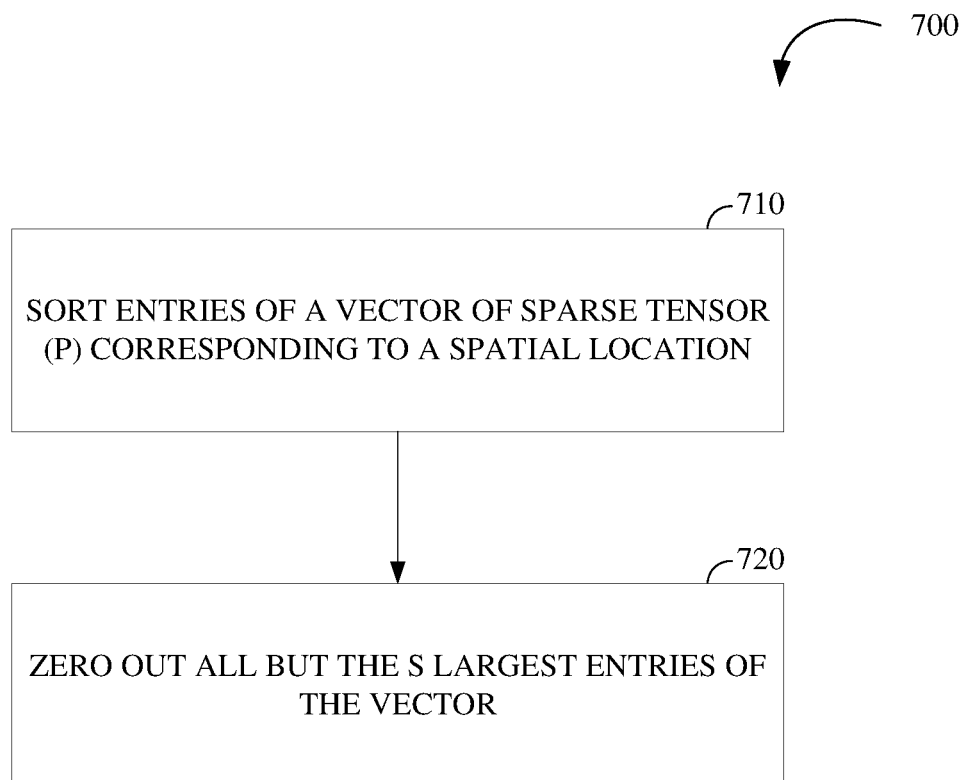 700
710
SORT ENTRIES OF A VECTOR OF SPARSE TENSOR
(P) CORRESPONDING TO A SPATIAL LOCATION
720
ZERO OUT ALL BUT THE S LARGEST ENTRIES OF
THE VECTOR